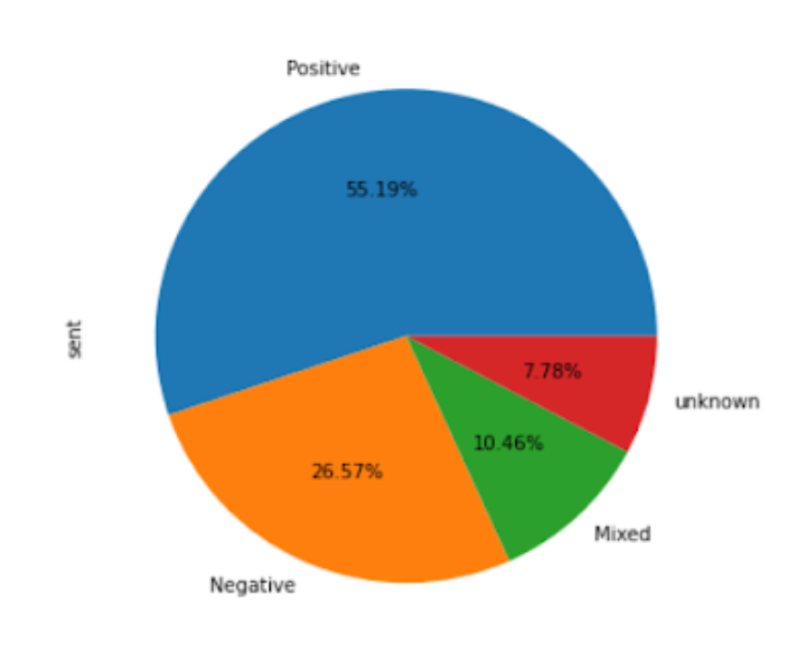 Positive
55.19%
sent
7.78%
unknown
10.46%
26.57%
Mixed
Negative